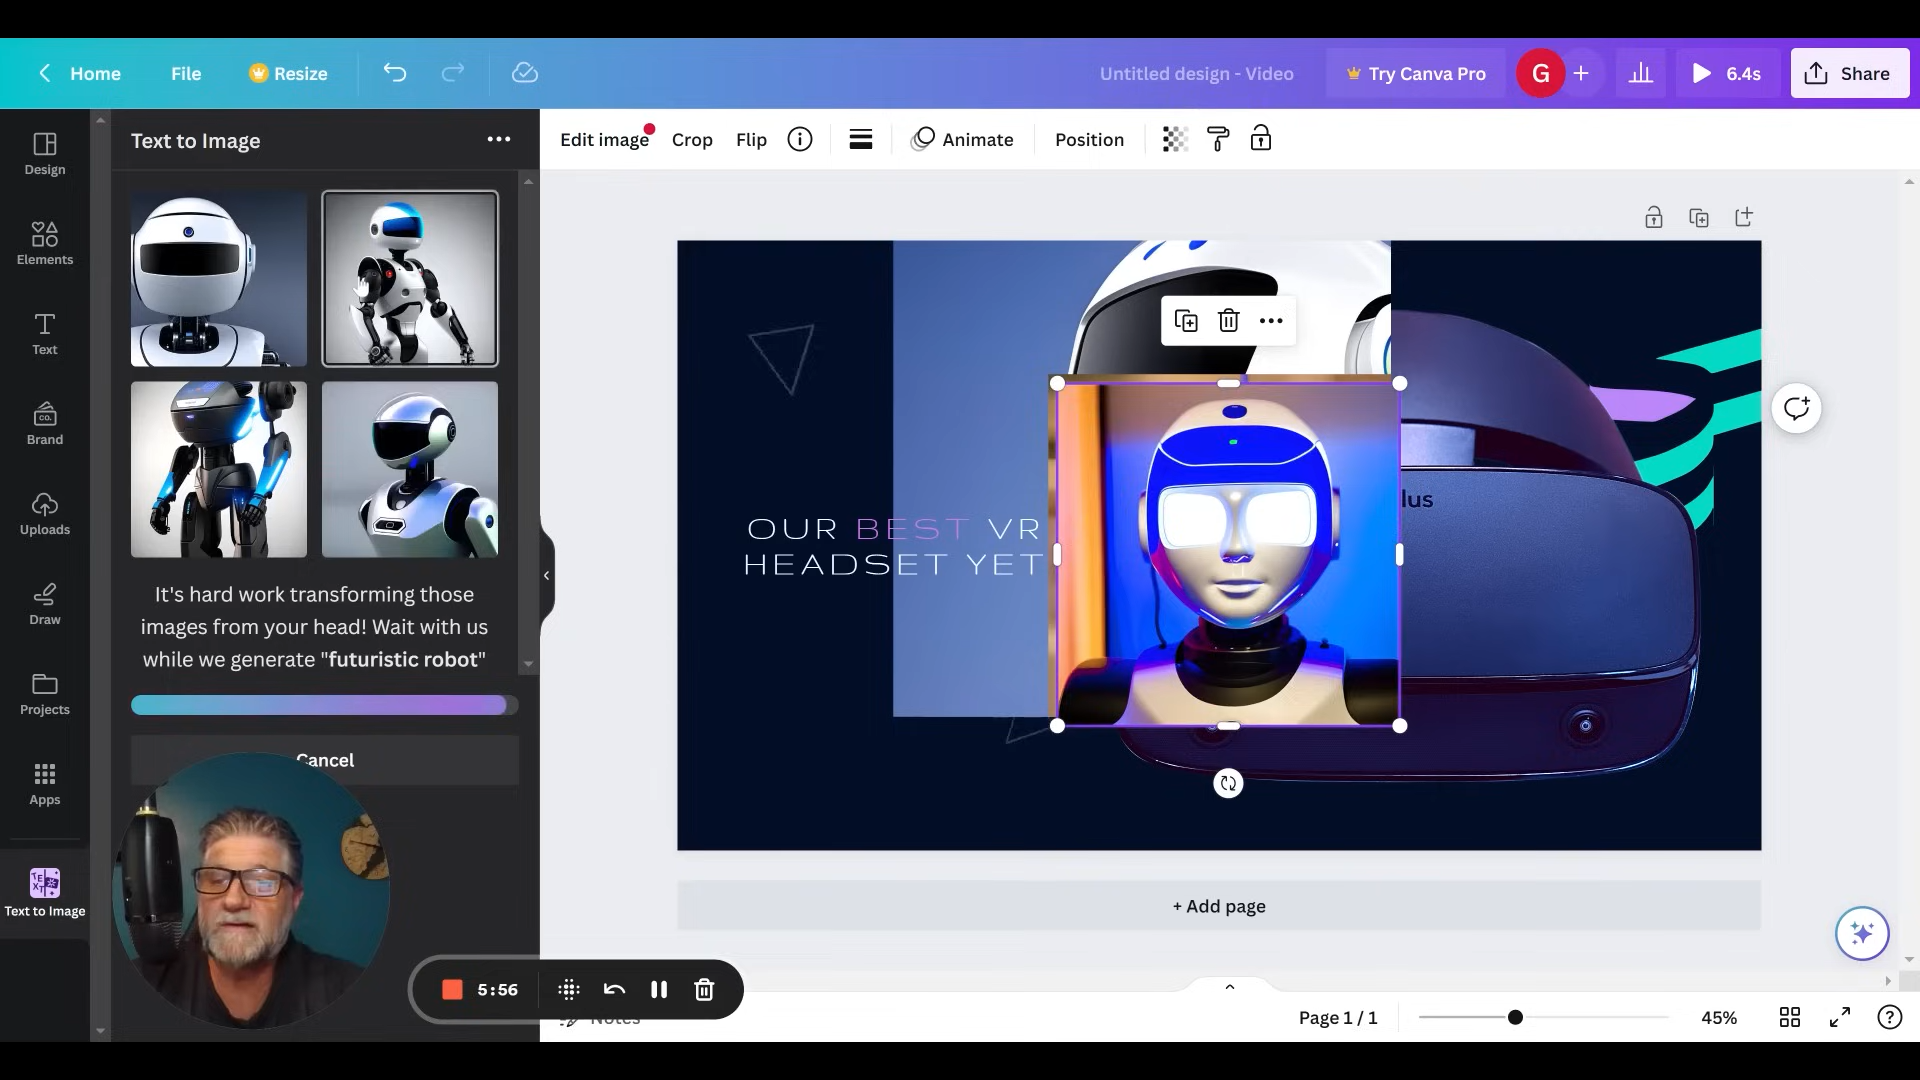 Home
File
Resize
Untitled design - Video
Try Canva Pro
G
6.4s
Share
Design
Elements
Text
Brand
CO.
Uploads
Draw
Projects
Apps
TEXT
Text to Image
Text to Image
It's hard work transforming those
images from your head! Wait with us
while we generate "futuristic robot"
Cancel
5:56
Edit image
Crop
Flip
Animate
Position
OUR BEST VR
HEADSET YET
lus
+ Add page
Notes
Page 1 / 1
45%